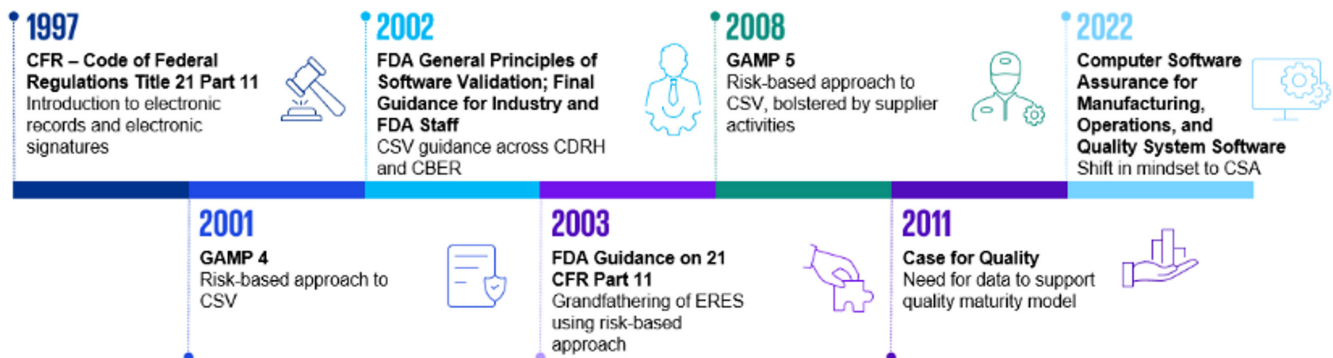 1997
CFR – Code of Federal
Regulations Title 21 Part 11
Introduction to electronic
records and electronic
signatures
2001
GAMP 4
Risk-based approach to
CSV
2002
FDA General Principles of
Software Validation; Final
Guidance for Industry and
FDA Staff
CSV guidance across CDRH
and CBER
2003
FDA Guidance on 21
CFR Part 11
Grandfathering of ERES
using risk-based
approach
2008
GAMP 5
Risk-based approach to
CSV, bolstered by supplier
activities
2011
Case for Quality
Need for data to support
quality maturity model
2022
Computer Software
Assurance for
Manufacturing,
Operations, and
Quality System Software
Shift in mindset to CSA